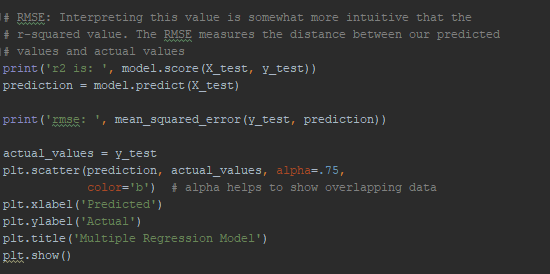 # RMSE: Interpreting this value is somewhat more intuitive that the
# r-squared value. The RMSE measures the distance between our predicted
# values and actual values
print('r2 is: ', model.score(X_test, y_test))
prediction = model.predict(X_test)
print('rmse: ', mean_squared_error(y_test, prediction))
actual_values = y_test
plt.scatter(prediction, actual_values, alpha=.75,
color='b')  # alpha helps to show overlapping data
plt.xlabel('Predicted')
plt.ylabel('Actual')
plt.title('Multiple Regression Model')
plt.show()